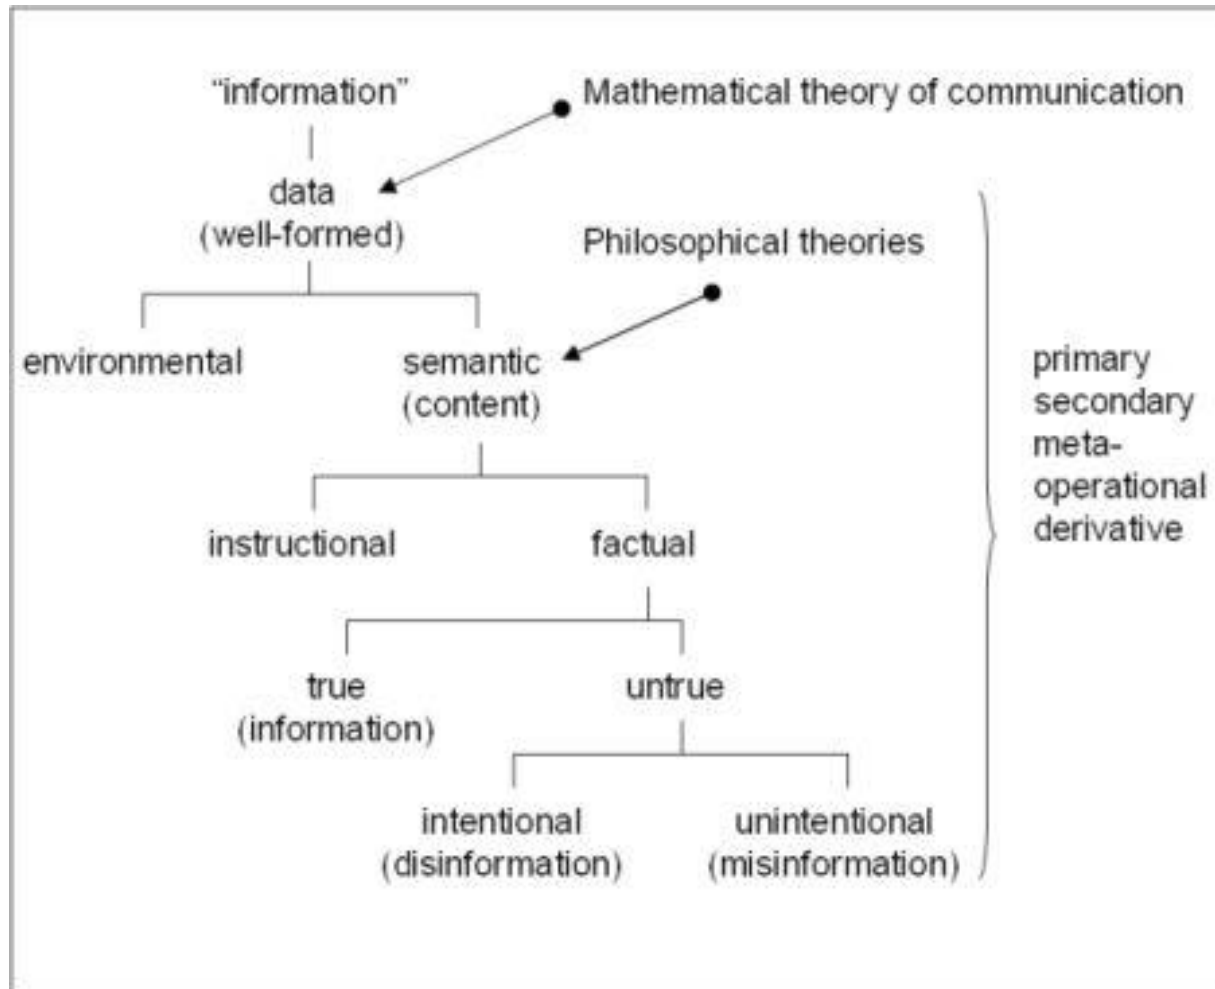 “information”
Mathematical theory of communication
data
(well-formed)
Philosophical theories
environmental
semantic
(content)
primary
secondary
meta-
operational
derivative
instructional
factual
true
(information)
untrue
intentional
(disinformation)
unintentional
(misinformation)